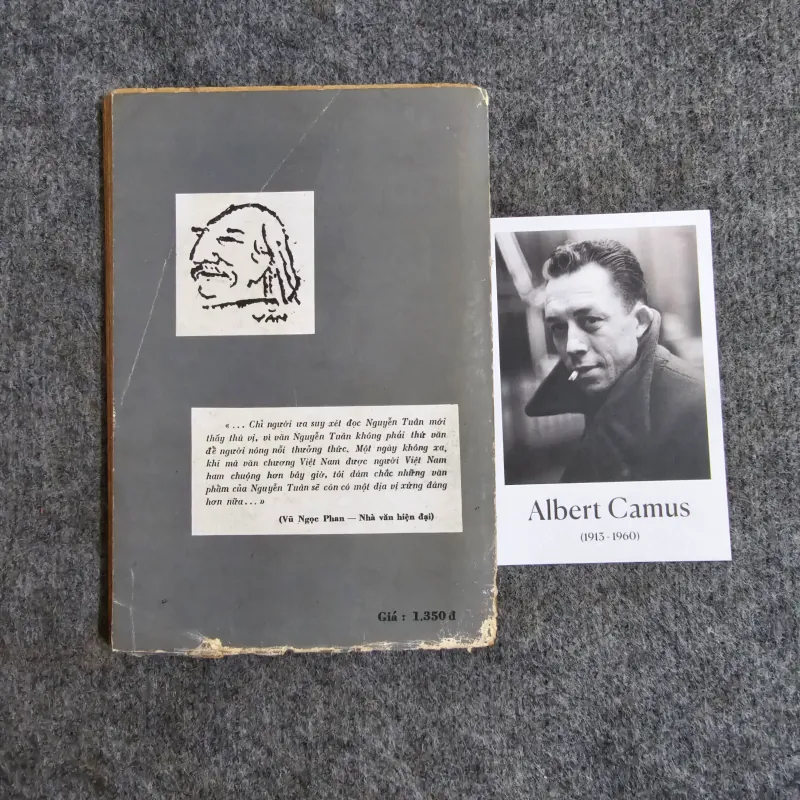 VĂN
« ... Chỉ người ưa suy xét đọc Nguyễn Tuân mới
thấy thú vị, vì văn Nguyễn Tuân không phải thứ văn
để người nông nổi thưởng thức. Một ngày không xa,
khi mà văn chương Việt Nam được người Việt Nam
ham chuộng hơn bây giờ, tôi dám chắc những văn
phẩm của Nguyễn Tuân sẽ còn có một địa vị xứng đáng
hơn nữa... »
(Vũ Ngọc Phan — Nhà văn hiện đại)
Giá : 1.350 đ
Albert Camus
(1913 - 1960)